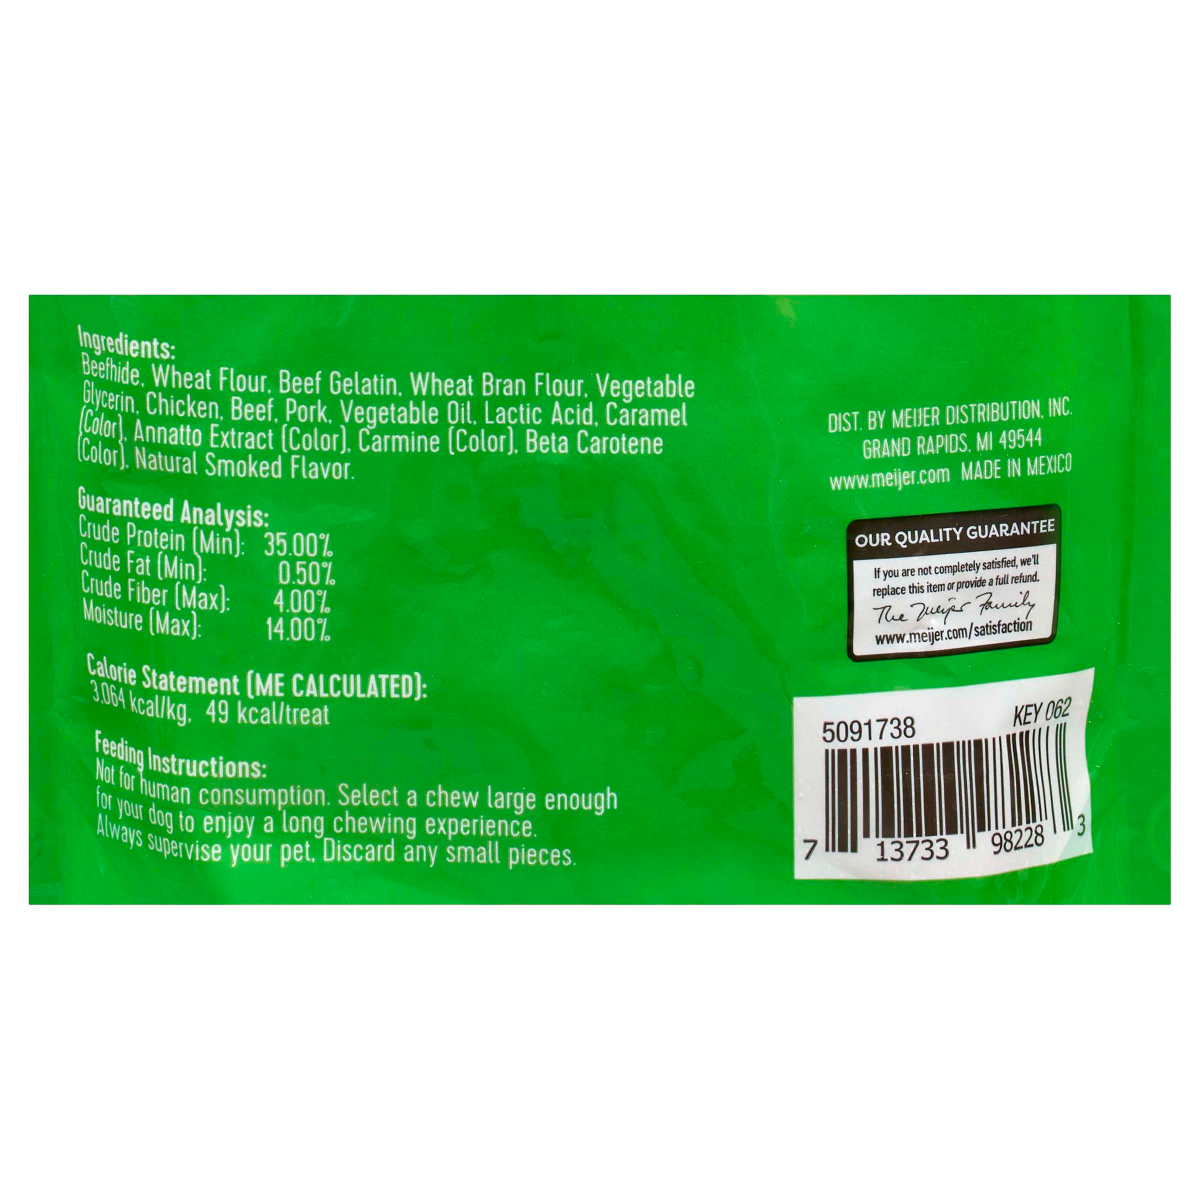 Ingredients:
Beefhide, Wheat Flour, Beef Gelatin, Wheat Bran Flour, Vegetable
Glycerin, Chicken, Beef, Pork, Vegetable Oil, Lactic Acid, Caramel
(Color), Annatto Extract (Color), Carmine (Color), Beta Carotene
(Color), Natural Smoked Flavor.
Guaranteed Analysis:
Crude Protein (Min): 35.00%
Crude Fat (Min): 0.50%
Crude Fiber (Max): 4.00%
Moisture (Max): 14.00%
Calorie Statement (ME CALCULATED):
3,064 kcal/kg, 49 kcal/treat
Feeding Instructions:
Not for human consumption. Select a chew large enough
for your dog to enjoy a long chewing experience.
Always supervise your pet, Discard any small pieces.
DIST. BY MEIJER DISTRIBUTION, INC.
GRAND RAPIDS, MI 49544
www.meijer.com MADE IN MEXICO
OUR QUALITY GUARANTEE
If you are not completely satisfied, we'll
replace this item or provide a full refund.
The Meijer Family
www.meijer.com/satisfaction
5091738 KEY 062
7 13733 98228 3